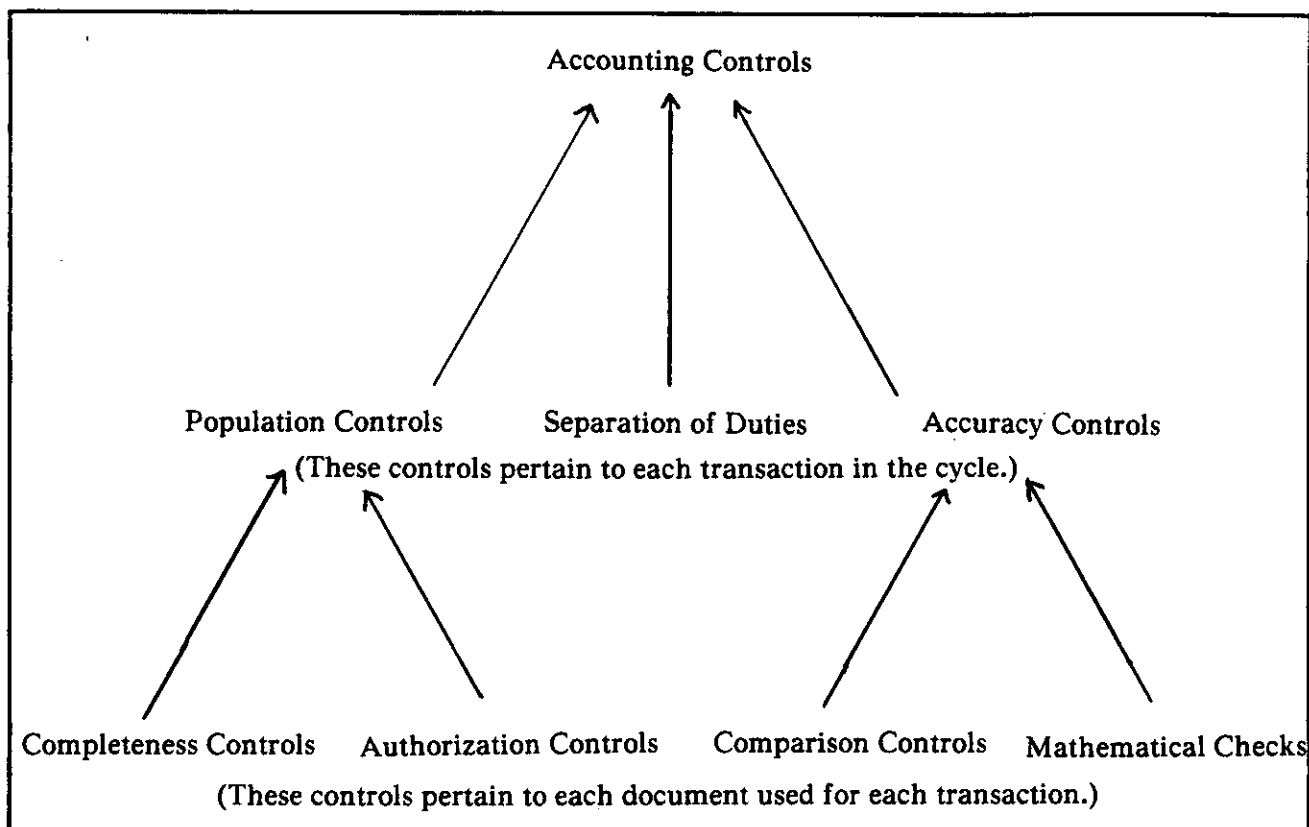 Accounting Controls
Population Controls Separation of Duties Accuracy Controls
(These controls pertain to each transaction in the cycle.)
Completeness Controls Authorization Controls Comparison Controls Mathematical Checks
(These controls pertain to each document used for each transaction.)